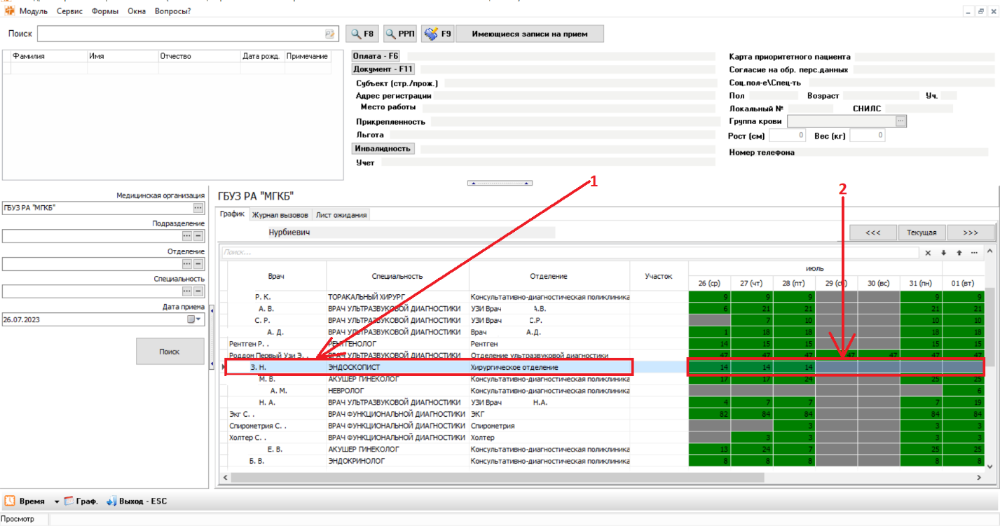 Модуль Сервис Формы Окна Вопросы?
Поиск F8 РРП F9 Имеющиеся записи на прием
Фамилия Имя Отчество Дата рожд. Примечание
Оплата - F6
Документ - F11
Субъект (стр./прож.)
Адрес регистрации
Место работы
Прикрепленность
Льгота
Инвалидность
Учет
Карта приоритетного пациента
Согласие на обр. перс.данных
Соц.пол-е\Спец-ть
Пол Возраст Уч.
Локальный № СНИЛС
Группа крови ...
Рост (см) 0 Вес (кг) 0
Номер телефона
1
2
Медицинская организация
ГБУЗ РА "МГКБ" ...
Подразделение
...
Отделение
...
Специальность
...
Дата приема
26.07.2023
Поиск
ГБУЗ РА "МГКБ"
График Журнал вызовов Лист ожидания
Нурбиевич <<< Текущая >>>
Поиск...
Врач Специальность Отделение Участок июль
26 (ср) 27 (чт) 28 (пт) 29 (сб) 30 (вс) 31 (пн) 01 (вт)
Р. К. ТОРАКАЛЬНЫЙ ХИРУРГ Консультативно-диагностическая поликлиника 9 9 9 9 9
А. В. ВРАЧ УЛЬТРАЗВУКОВОЙ ДИАГНОСТИКИ УЗИ Врач А.В. 6 21 21 21 21
С. Р. ВРАЧ УЛЬТРАЗВУКОВОЙ ДИАГНОСТИКИ УЗИ Врач С.Р. 7 10 10 10
А. Д. ВРАЧ УЛЬТРАЗВУКОВОЙ ДИАГНОСТИКИ Врач А.Д. 1 18 18 18 18
Рентген Р. . РЕНТГЕНОЛОГ Рентген 14 15 15 15 15
Роддом Первый Узи Э. . ВРАЧ УЛЬТРАЗВУКОВОЙ ДИАГНОСТИКИ Отделение ультразвуковой диагностики 47 47 47 47 47 47 47
З. Н. ЭНДОСКОПИСТ Хирургическое отделение 14 14 14
М. В. АКУШЕР ГИНЕКОЛОГ Консультативно-диагностическая поликлиника 17 17 24 25 25
А. М. НЕВРОЛОГ Консультативно-диагностическая поликлиника 6
Н. А. ВРАЧ УЛЬТРАЗВУКОВОЙ ДИАГНОСТИКИ УЗИ Врач Н.А. 4 7 7 7 19
Экг С. . ВРАЧ ФУНКЦИОНАЛЬНОЙ ДИАГНОСТИКИ ЭКГ 82 84 84 84 84
Спирометрия С. . ВРАЧ ФУНКЦИОНАЛЬНОЙ ДИАГНОСТИКИ Спирометрия 3 3 3
Холтер С. . ВРАЧ ФУНКЦИОНАЛЬНОЙ ДИАГНОСТИКИ Холтер 3 3 3 3
Е. В. АКУШЕР ГИНЕКОЛОГ Консультативно-диагностическая поликлиника 13 24 7 25 25
Б. В. ЭНДОКРИНОЛОГ Консультативно-диагностическая поликлиника 8 8 8 8 8
Время Граф. Выход - ESC
Просмотр